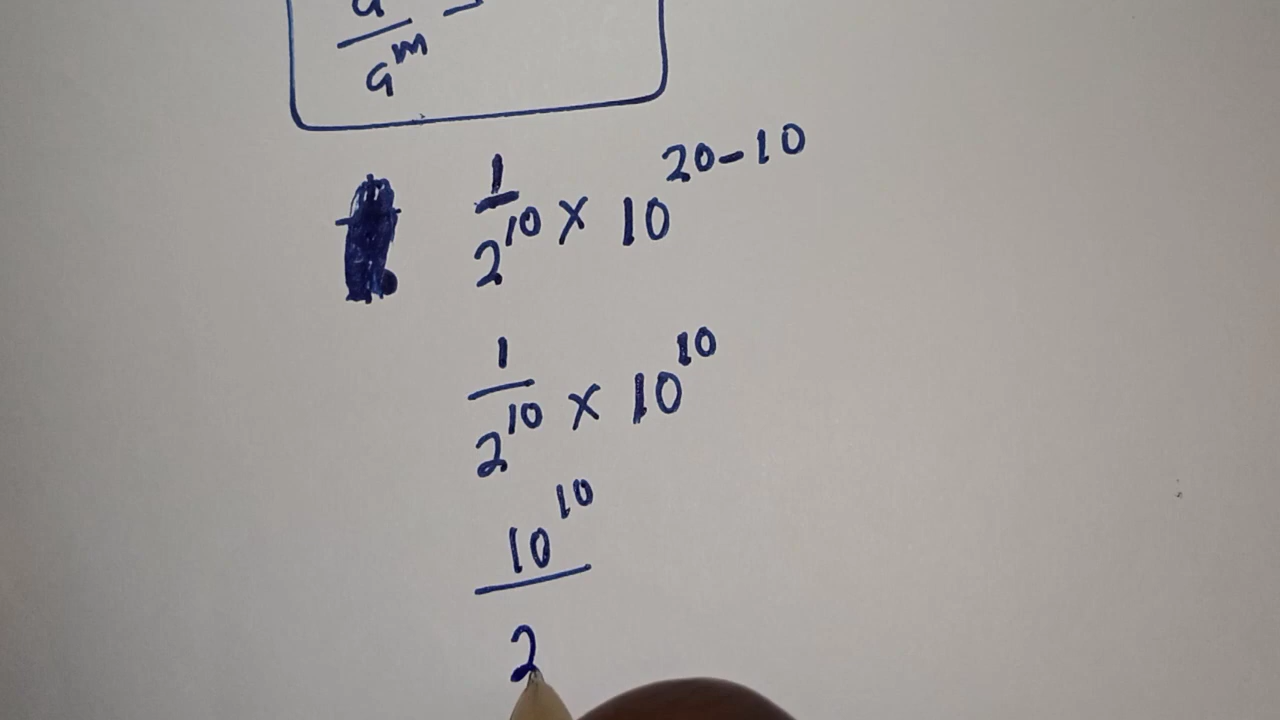 a/a^m =
1/2^10 × 10^20-10
1/2^10 × 10^10
10^10/2